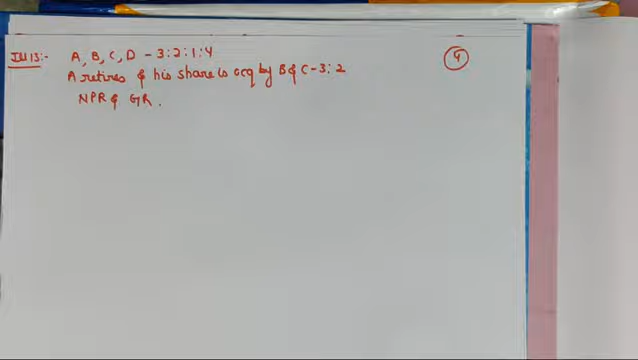 Ill 13:- A, B, C, D - 3:2:1:4
A retires & his share is acq by B & C - 3:2
NPR & GR.
4